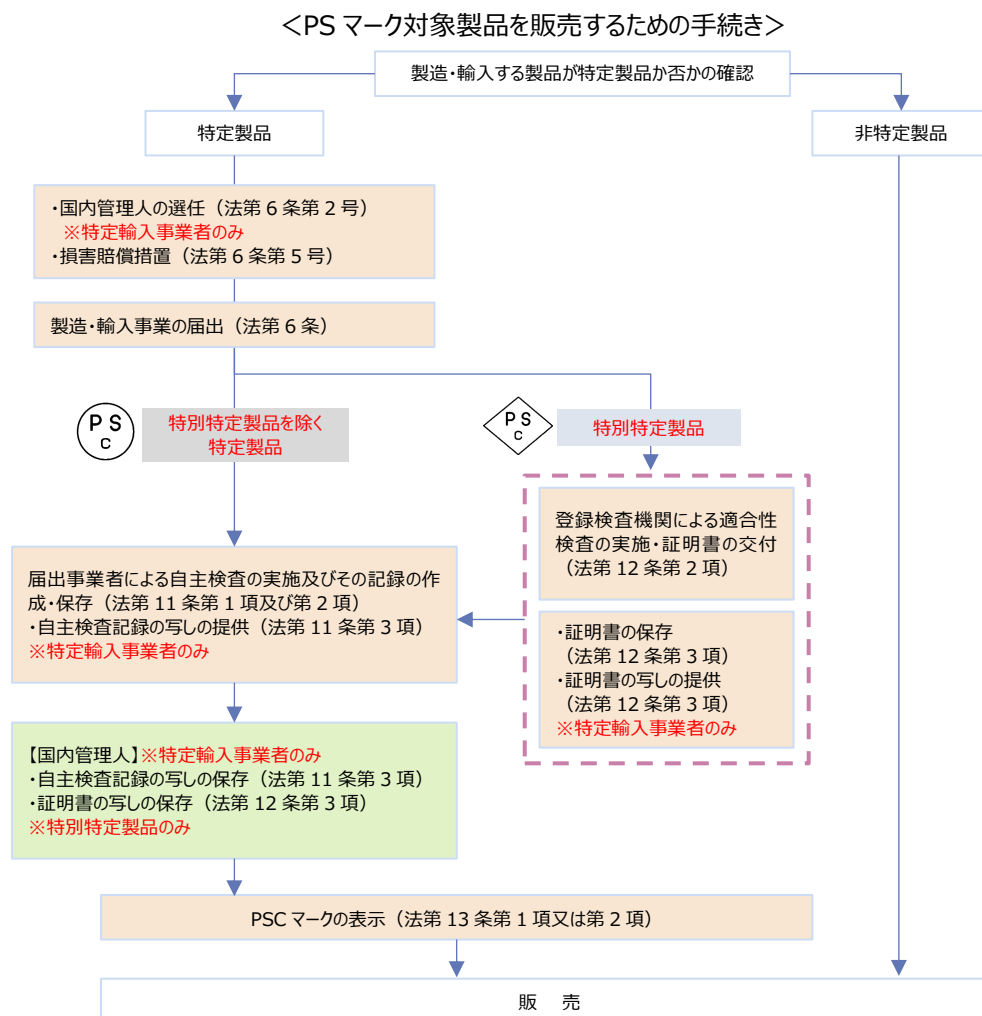 ＜PS マーク対象製品を販売するための手続き＞
製造・輸入する製品が特定製品か否かの確認
特定製品
非特定製品
・国内管理人の選任（法第 6 条第 2 号）
※特定輸入事業者のみ
・損害賠償措置（法第 6 条第 5 号）
製造・輸入事業の届出（法第 6 条）
P S
C
特別特定製品を除く
特定製品
P S
C
特別特定製品
登録検査機関による適合性
検査の実施・証明書の交付
（法第 12 条第 2 項）
届出事業者による自主検査の実施及びその記録の作
成・保存（法第 11 条第 1 項及び第 2 項）
・自主検査記録の写しの提供（法第 11 条第 3 項）
※特定輸入事業者のみ
・証明書の保存
（法第 12 条第 3 項）
・証明書の写しの提供
（法第 12 条第 3 項）
※特定輸入事業者のみ
【国内管理人】※特定輸入事業者のみ
・自主検査記録の写しの保存（法第 11 条第 3 項）
・証明書の写しの保存（法第 12 条第 3 項）
※特別特定製品のみ
PSC マークの表示（法第 13 条第 1 項又は第 2 項）
販 売